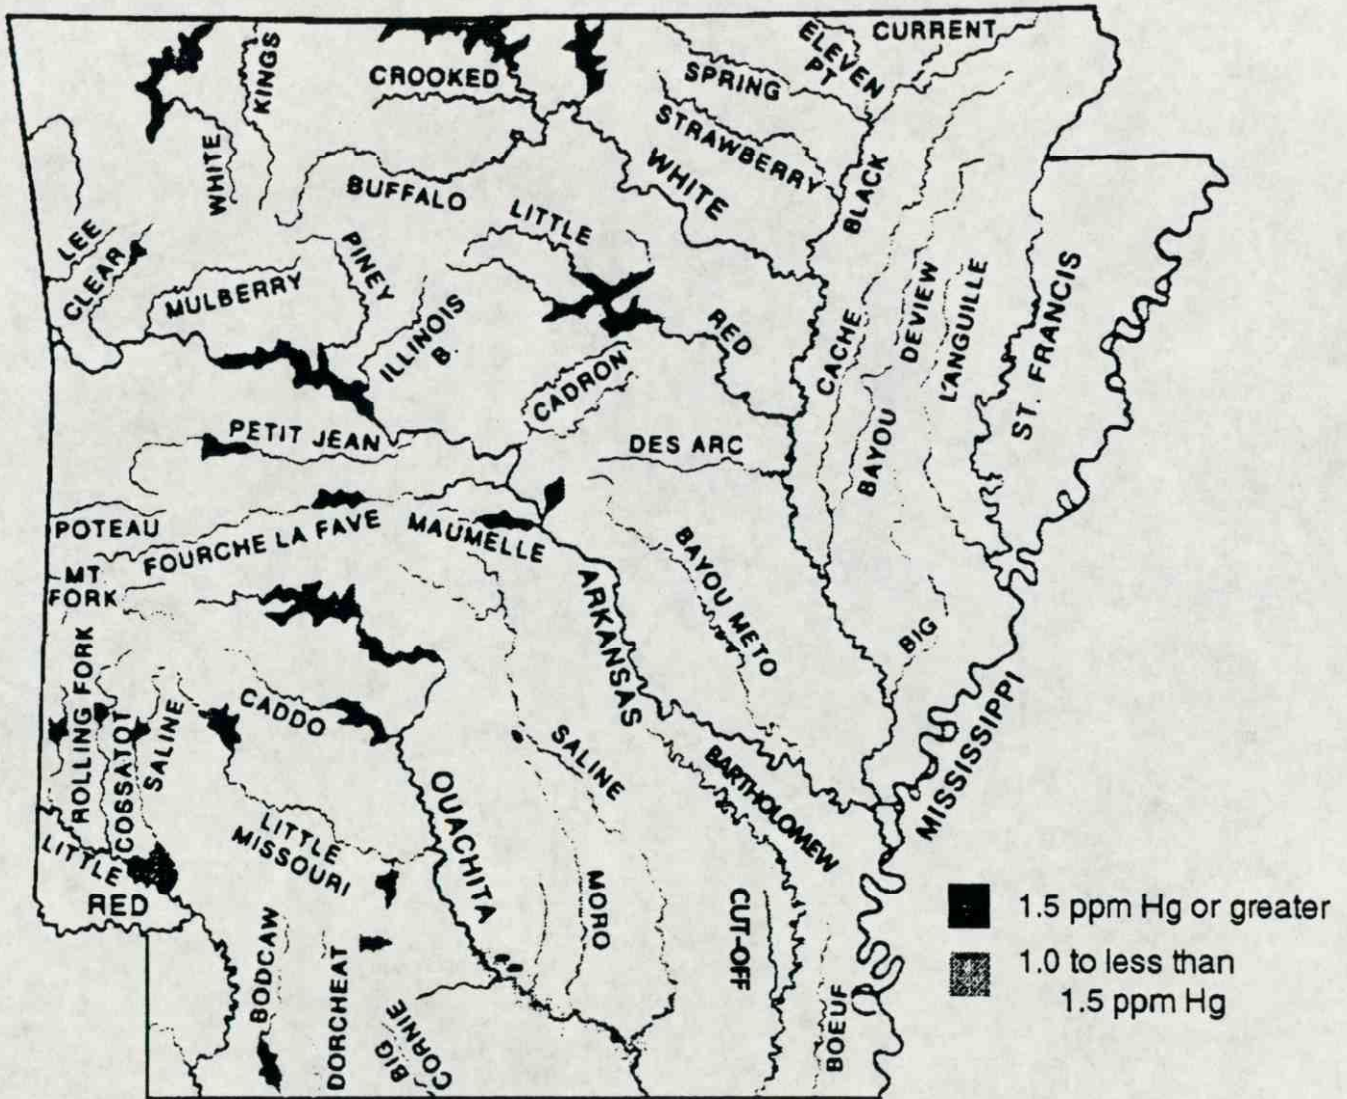 CURRENT
ELEVEN
PT
KINGS
CROOKED
SPRING
STRAWBERRY
WHITE
WHITE
BUFFALO
BLACK
LITTLE
LEE
CLEAR
MULBERRY
PINEY
ILLINOIS
B.
RED
CACHE
DEVIEW
L'ANGUILLE
ST. FRANCIS
CADRON
PETIT JEAN
DES ARC
BAYOU
POTEAU
FOURCHE LA FAVE
MAUMELLE
MT
FORK
ARKANSAS
BAYOU METO
BIG
ROLLING FORK
COSSATOT
SALINE
CADDO
SALINE
MISSISSIPPI
BARTHOLOMEW
OUACHITA
LITTLE
MISSOURI
LITTLE
RED
MORO
CUT-OFF
BODCAW
DORCHEAT
BIG
CORNIE
BOEUF
1.5 ppm Hg or greater
1.0 to less than
1.5 ppm Hg